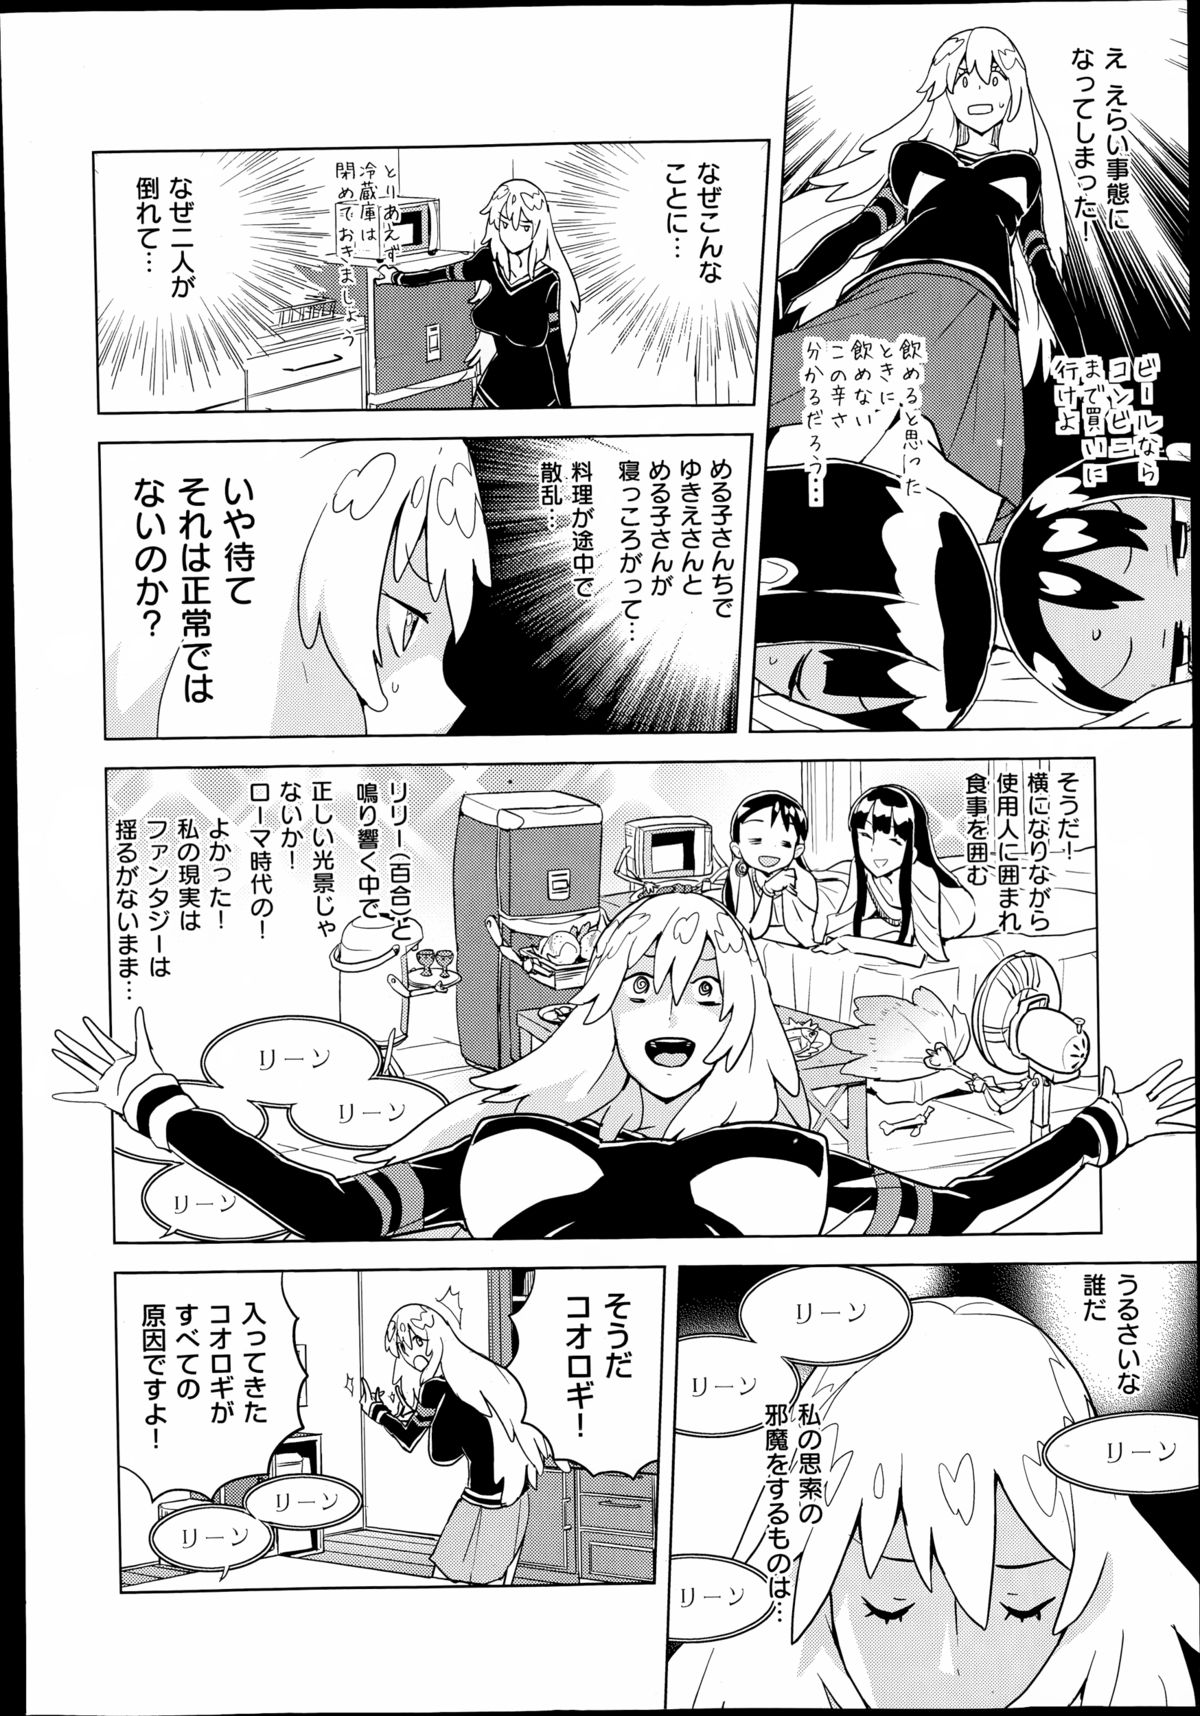 え えらい事態に
なってしまった！
ビールなら
コンビニ
まで買いに
行けよ
飲めると思った
ときに
飲めない
この辛さ
分かるだろう…
なぜこんな
ことに…
とりあえず
冷蔵庫は
閉めておきましょう
なぜ二人が
倒れて…
める子さんちで
ゆきえさんと
める子さんが
寝っころがって…
料理が途中で
散乱…
いや待て
それは正常では
ないのか？
そうだ！
横になりながら
使用人に囲まれ
食事を囲む
リリー（百合）と
鳴り響く中で
正しい光景じゃ
ないか！
ローマ時代の！
よかった！
私の現実は
ファンタジーは
揺るがないまま…
リーン
リーン
リーン
うるさいな
誰だ
リーン
リーン
リーン
私の思索の
邪魔をするものは…
リーン
そうだ
コオロギ！
入ってきた
コオロギが
すべての
原因ですよ！
リーン
リーン